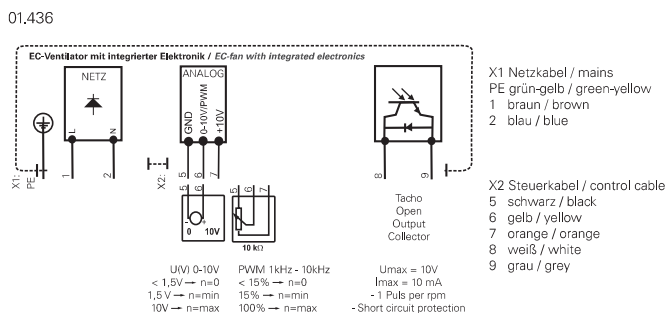 01.436
EC-Ventilator mit integrierter Elektronik / EC-fan with integrated electronics
NETZ
L
N
ANALOG
GND
0-10V/PWM
+10V
X1:
PE
1
2
X2:
5
6
7
8
9
5
6
5
6
7
- +
0 10V
10 kΩ
Tacho
Open
Output
Collector
U(V) 0-10V
< 1,5V → n=0
1,5 V → n=min
10V → n=max
PWM 1kHz - 10kHz
< 15% → n=0
15% → n=min
100% → n=max
Umax = 10V
Imax = 10 mA
- 1 Puls per rpm
- Short circuit protection
X1 Netzkabel / mains
PE grün-gelb / green-yellow
1 braun / brown
2 blau / blue
X2 Steuerkabel / control cable
5 schwarz / black
6 gelb / yellow
7 orange / orange
8 weiß / white
9 grau / grey